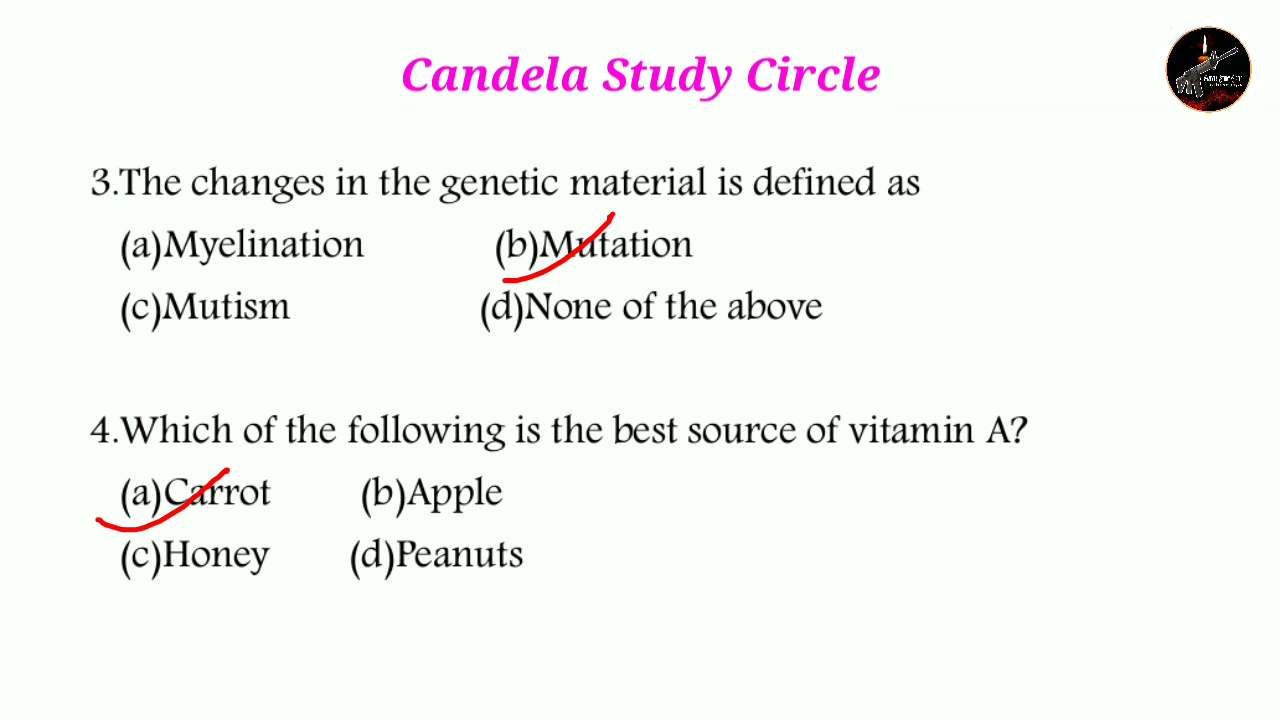 Candela Study Circle
3.The changes in the genetic material is defined as
(a)Myelination (b)Mutation
(c)Mutism (d)None of the above
4.Which of the following is the best source of vitamin A?
(a)Carrot (b)Apple
(c)Honey (d)Peanuts